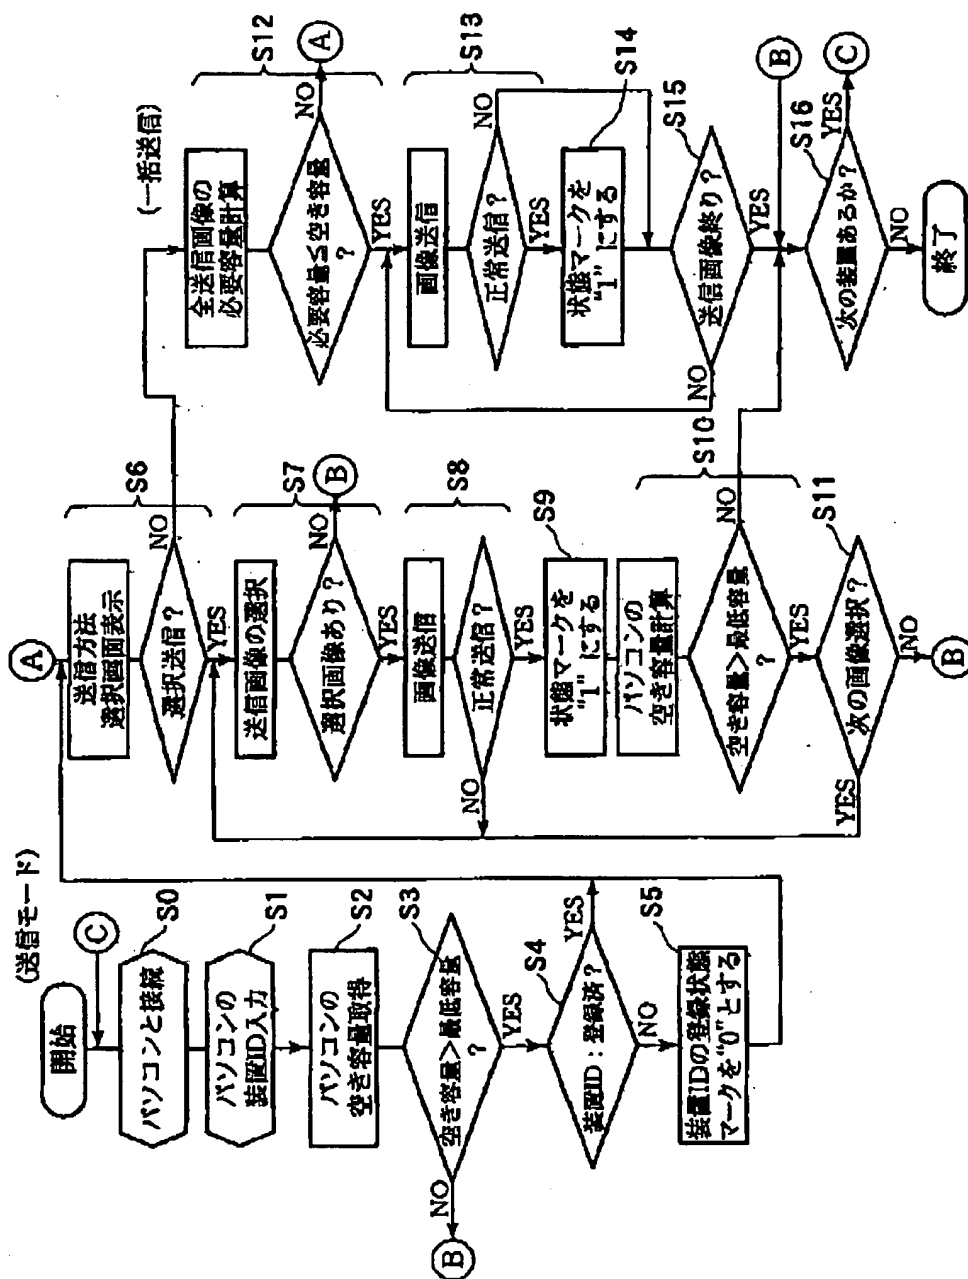 (送信モード)
開始
C
パソコンと接続
S0
パソコンの
装置ID入力
S1
パソコンの
空き容量取得
S2
空き容量>最低容量
?
S3
NO
B
YES
装置ID:登録済?
S4
YES
NO
装置IDの登録状態
マークを"0"とする
S5
A
送信方法
選択画面表示
選択送信?
S6
NO
YES
送信画像の選択
選択画像あり?
S7
NO
B
YES
画像送信
正常送信?
S8
NO
YES
状態マークを
"1"にする
S9
パソコンの
空き容量計算
空き容量>最低容量
?
S10
NO
YES
次の画像選択?
S11
YES
NO
B
(一括送信)
全送信画像の
必要容量計算
必要容量≦空き容量
?
S12
NO
A
YES
画像送信
正常送信?
S13
NO
YES
状態マークを
"1"にする
S14
送信画像終り?
S15
NO
YES
B
次の装置あるか?
S16
YES
C
NO
終了